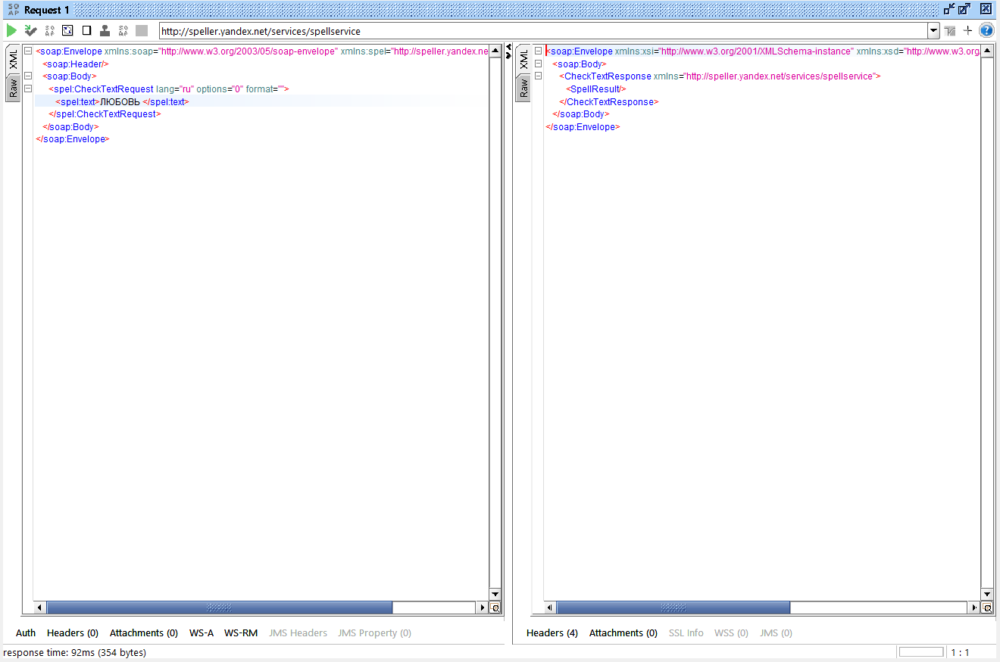 SO AP Request 1
http://speller.yandex.net/services/spellservice
XML
Raw
<soap:Envelope xmlns:soap="http://www.w3.org/2003/05/soap-envelope" xmlns:spel="http://speller.yandex.ne
<soap:Header/>
<soap:Body>
<spel:CheckTextRequest lang="ru" options="0" format="">
<spel:text>ЛЮБОВЬ </spel:text>
</spel:CheckTextRequest>
</soap:Body>
</soap:Envelope>
XML
Raw
<soap:Envelope xmlns:xsi="http://www.w3.org/2001/XMLSchema-instance" xmlns:xsd="http://www.w3.org
<soap:Body>
<CheckTextResponse xmlns="http://speller.yandex.net/services/spellservice">
<SpellResult/>
</CheckTextResponse>
</soap:Body>
</soap:Envelope>
Auth Headers (0) Attachments (0) WS-A WS-RM JMS Headers JMS Property (0)
Headers (4) Attachments (0) SSL Info WSS (0) JMS (0)
response time: 92ms (354 bytes)
1 : 1